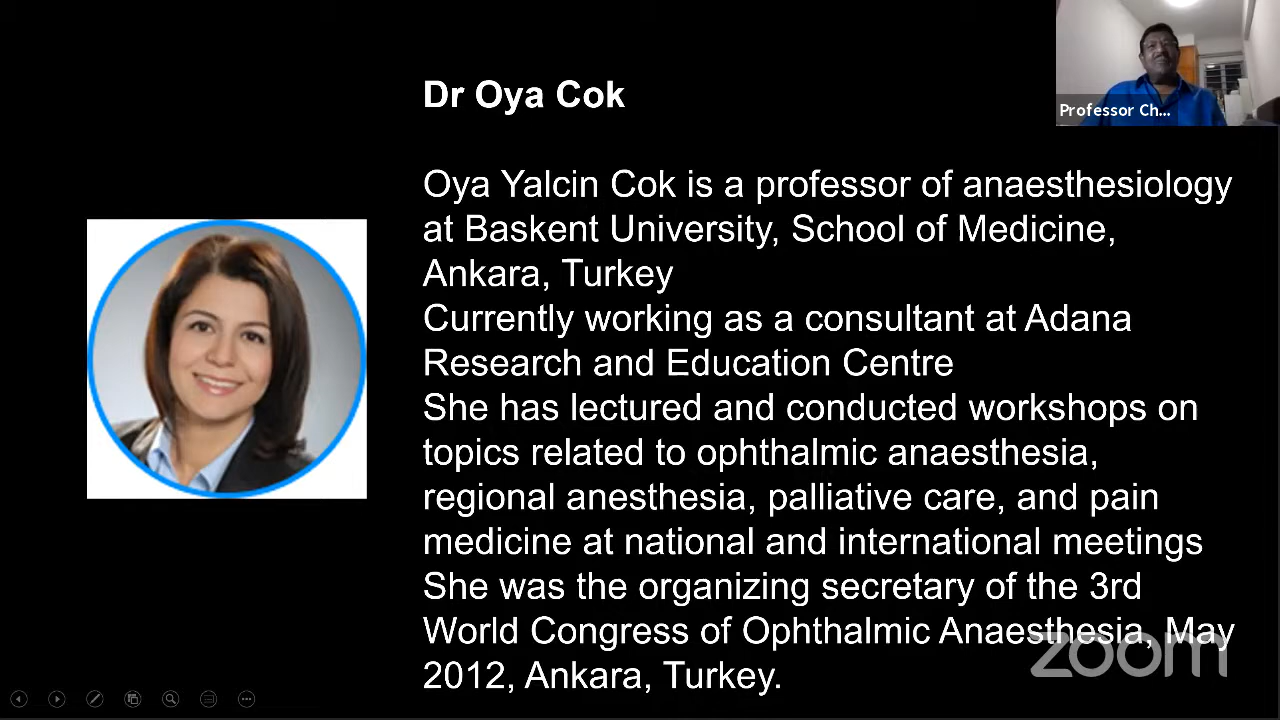 Dr Oya Cok
Professor Ch...
Oya Yalcin Cok is a professor of anaesthesiology
at Baskent University, School of Medicine,
Ankara, Turkey
Currently working as a consultant at Adana
Research and Education Centre
She has lectured and conducted workshops on
topics related to ophthalmic anaesthesia,
regional anesthesia, palliative care, and pain
medicine at national and international meetings
She was the organizing secretary of the 3rd
World Congress of Ophthalmic Anaesthesia, May
2012, Ankara, Turkey.
zoom